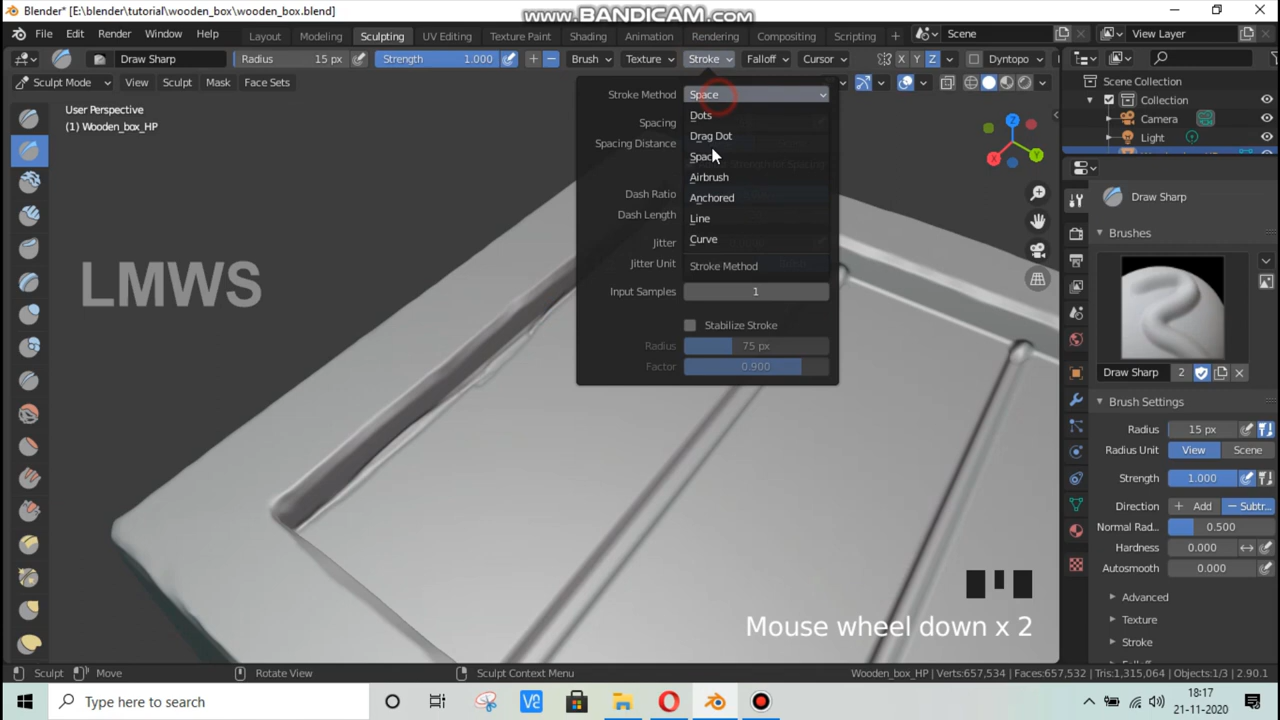 Blender* [E:\blender\tutorial\wooden_box\wooden_box.blend]
www.BANDICAM.com
File Edit Render Window Help Layout Modeling Sculpting UV Editing Texture Paint Shading Animation Rendering Compositing Scripting + Scene View Layer
Draw Sharp Radius 15 px Strength 1.000 Brush Texture Stroke Falloff Cursor X Y Z Dyntopo
Sculpt Mode View Sculpt Mask Face Sets
User Perspective
(1) Wooden_box_HP
Stroke Method Space
Spacing Dots
Spacing Distance Drag Dot
Space
Airbrush
Dash Ratio Anchored
Dash Length Line
Jitter Curve
Jitter Unit Stroke Method
Input Samples 1
Stabilize Stroke
Radius 75 px
Factor 0.900
LMWS
Z
X Y
Mouse wheel down x 2
Scene Collection
Collection
Camera
Light
Draw Sharp
Brushes
Draw Sharp 2
Brush Settings
Radius 15 px
Radius Unit View Scene
Strength 1.000
Direction + Add Subtr...
Normal Rad... 0.500
Hardness 0.000
Autosmooth 0.000
Advanced
Texture
Stroke
Sculpt Move Rotate View Sculpt Context Menu Wooden_box_HP | Verts:657,534 | Faces:657,532 | Tris:1,315,064 | Objects:1/3 | 2.90.1
Type here to search
18:17
21-11-2020